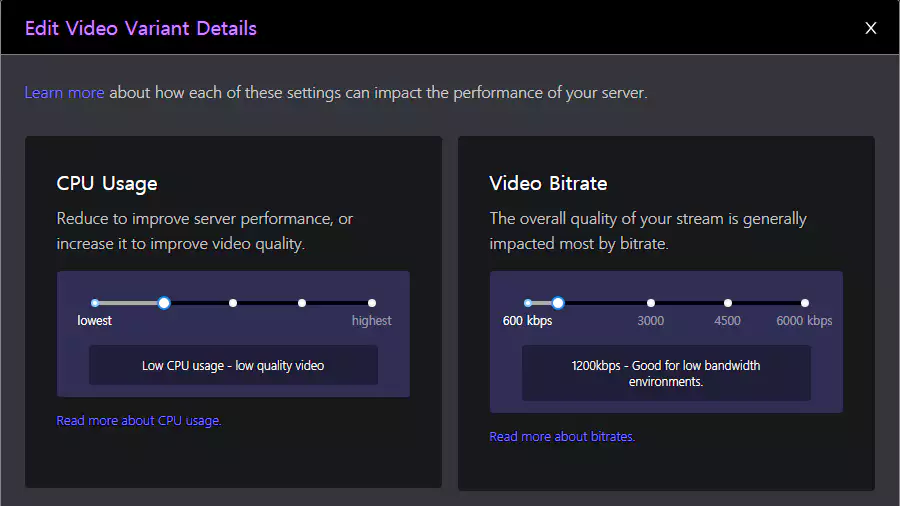 Edit Video Variant Details
X
Learn more about how each of these settings can impact the performance of your server.
CPU Usage
Reduce to improve server performance, or
increase it to improve video quality.
lowest
highest
Low CPU usage - low quality video
Read more about CPU usage.
Video Bitrate
The overall quality of your stream is generally
impacted most by bitrate.
600 kbps
3000
4500
6000 kbps
1200kbps - Good for low bandwidth
environments.
Read more about bitrates.